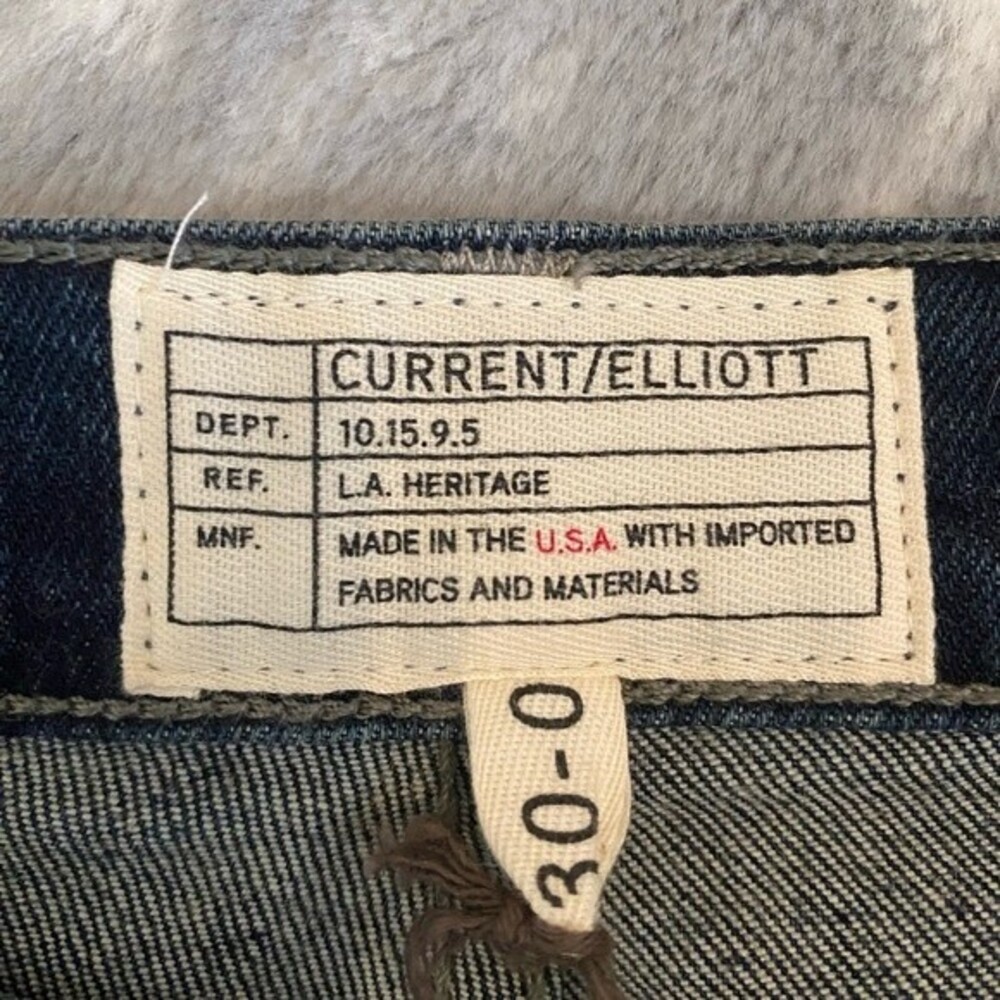 CURRENT/ELLIOTT
DEPT. 10.15.9.5
REF. L.A. HERITAGE
MNF. MADE IN THE U.S.A. WITH IMPORTED
FABRICS AND MATERIALS
30-0